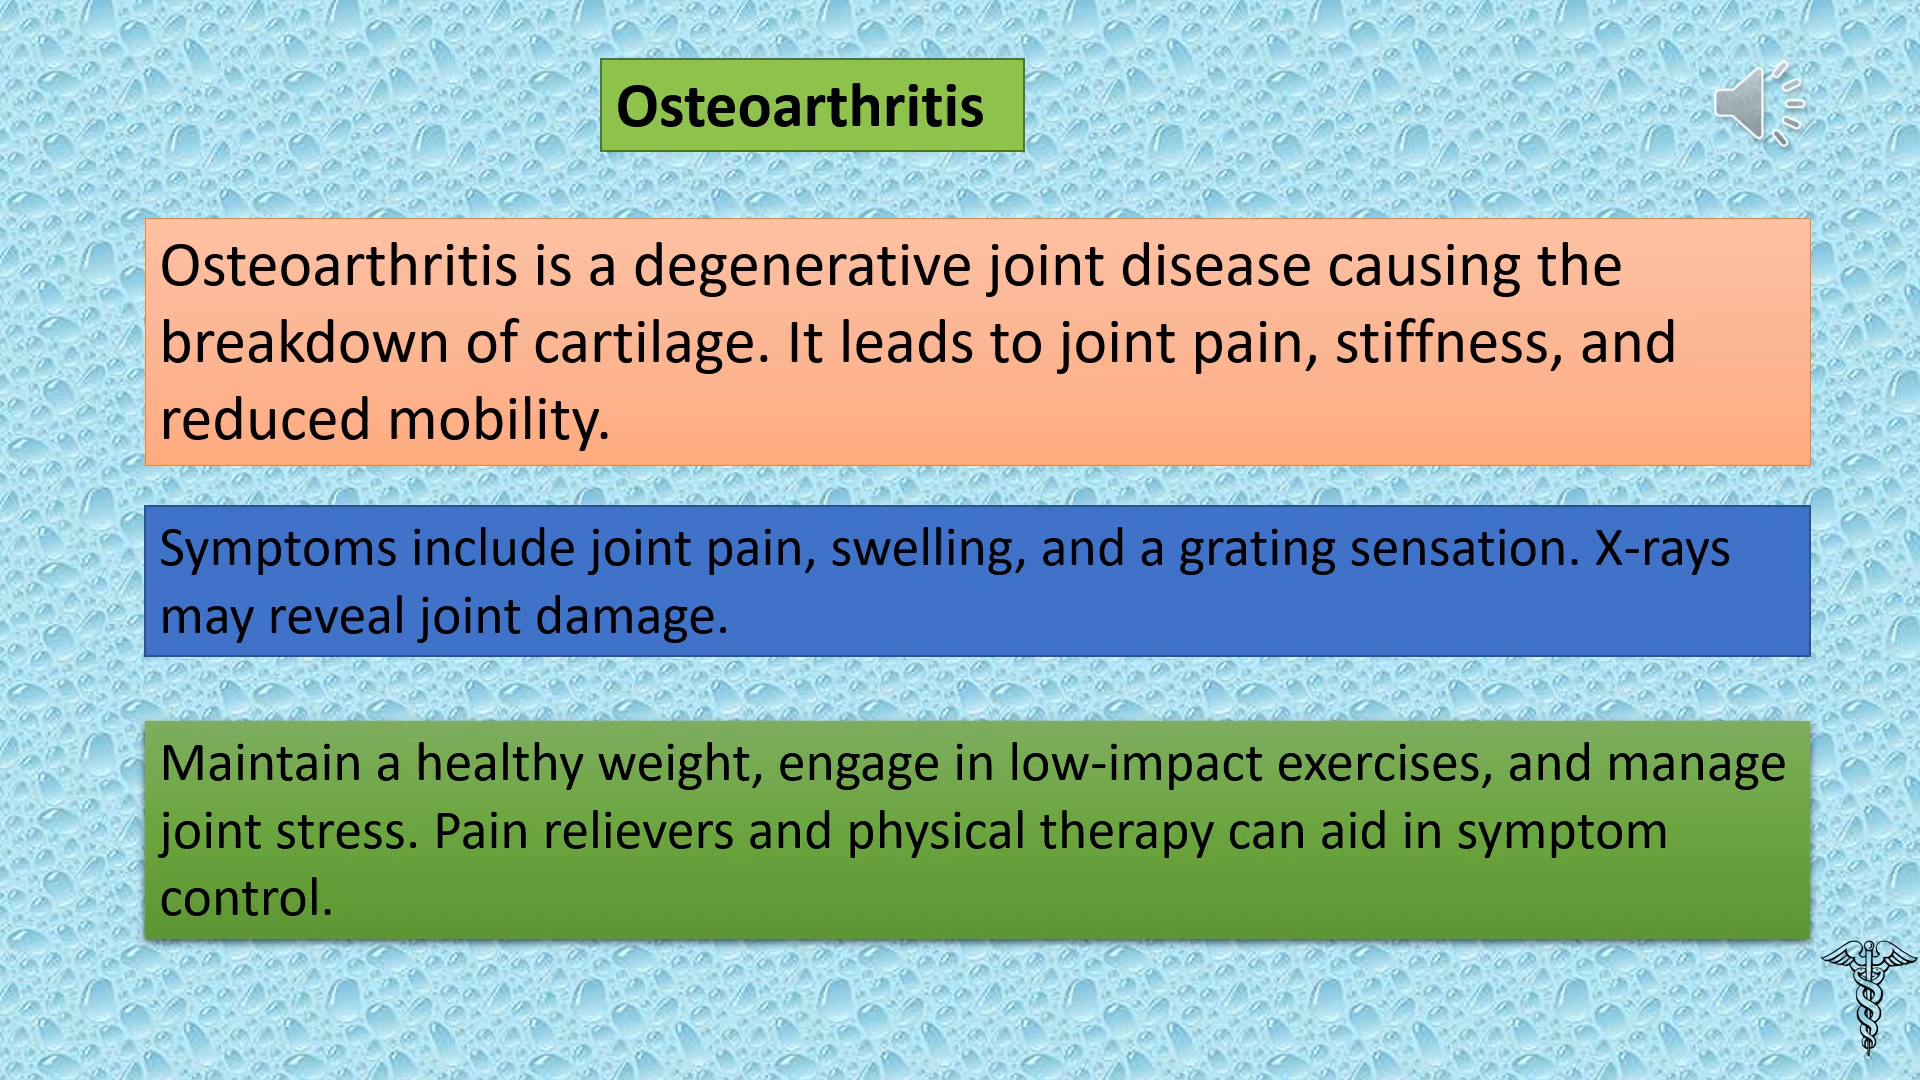 Osteoarthritis
Osteoarthritis is a degenerative joint disease causing the
breakdown of cartilage. It leads to joint pain, stiffness, and
reduced mobility.
Symptoms include joint pain, swelling, and a grating sensation. X-rays
may reveal joint damage.
Maintain a healthy weight, engage in low-impact exercises, and manage
joint stress. Pain relievers and physical therapy can aid in symptom
control.